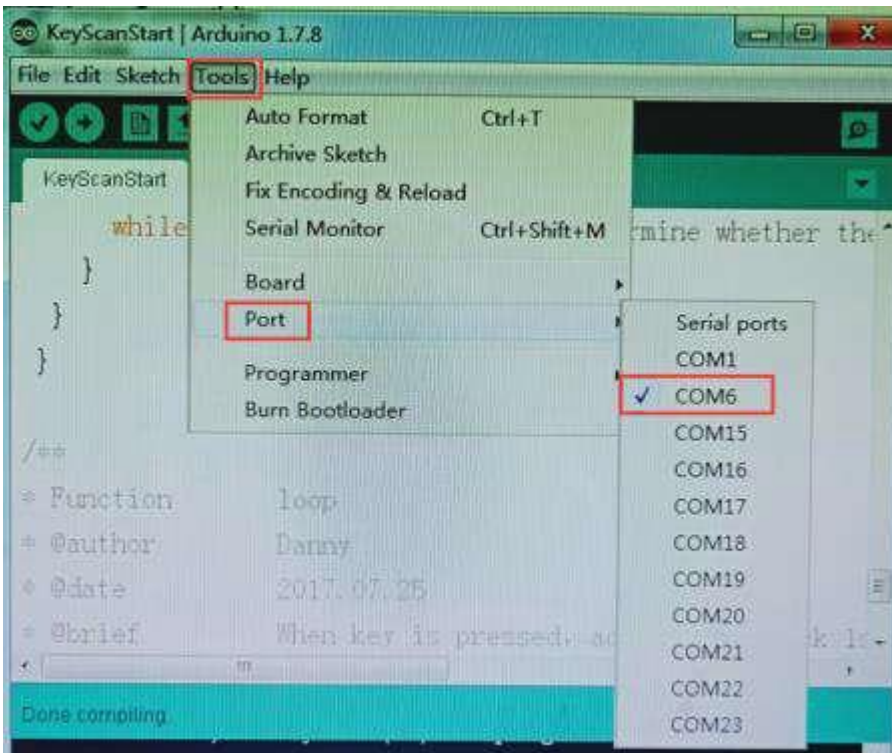 KeyScanStart | Arduino 1.7.8
File Edit Sketch Tools Help
Auto Format Ctrl+T
Archive Sketch
KeyScanStart
Fix Encoding & Reload
while Serial Monitor Ctrl+Shift+M rmine whether the
}
Board
} Port Serial ports
}
COM1
Programmer
COM6
Burn Bootloader
COM15
/**
COM16
* Function loop COM17
* @author Danny COM18
* @date 2017.07.25 COM19
COM20
* @brief When key is pressed, k
COM21
COM22
Done compiling.
COM23